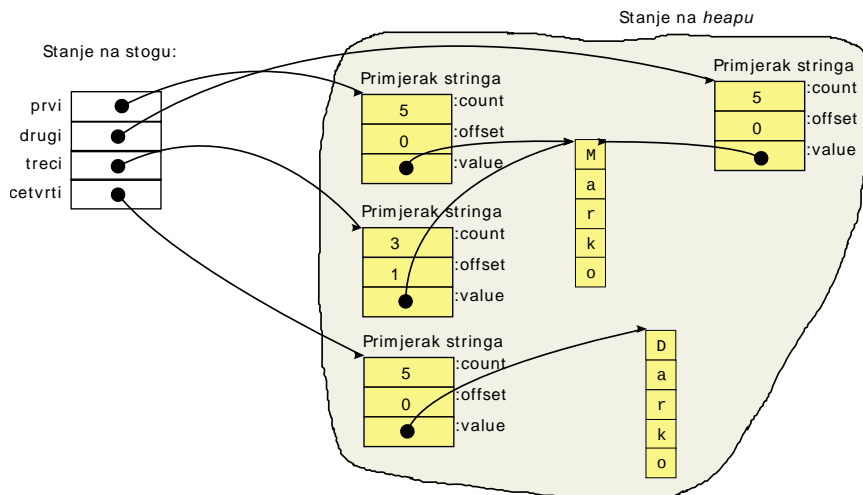 Stanje na heapu
Stanje na stogu:
prvi
drugi
treci
cetvrti
Primjerak stringa
5 :count
0 :offset
:value
Primjerak stringa
5 :count
0 :offset
:value
M
a
r
k
o
Primjerak stringa
3 :count
1 :offset
:value
Primjerak stringa
5 :count
0 :offset
:value
D
a
r
k
o